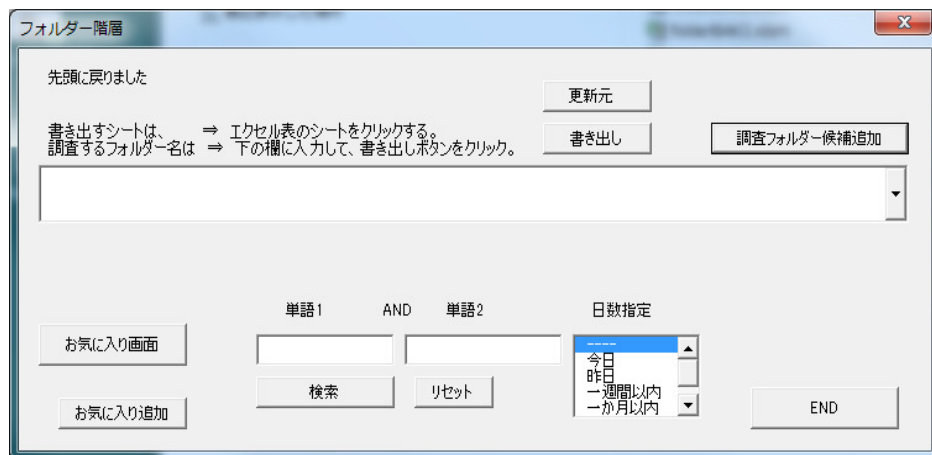 フォルダー階層
X
先頭に戻りました
更新元
書き出すシートは、 ⇒ エクセル表のシートをクリックする。
調査するフォルダー名は ⇒ 下の欄に入力して、書き出しボタンをクリック。
書き出し
調査フォルダー候補追加
単語1 AND 単語2 日数指定
お気に入り画面
----
今日
昨日
一週間以内
一か月以内
検索 リセット
お気に入り追加
END